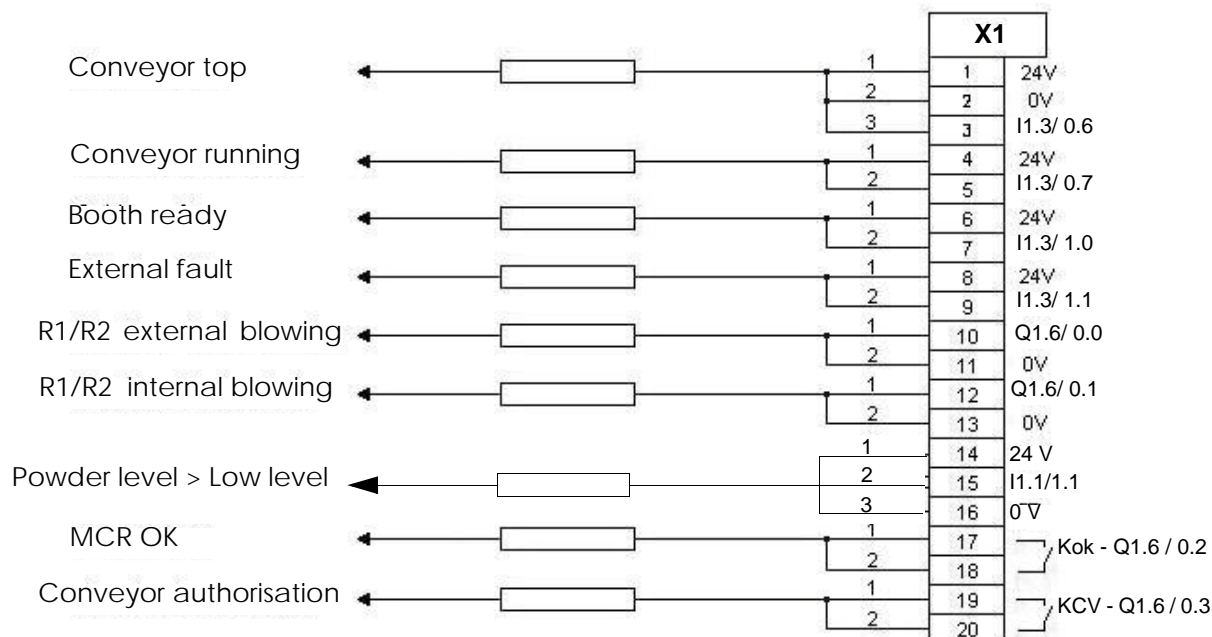 X1
Conveyor top
1 1 24V
2 2 0V
3 3 I1.3/ 0.6
Conveyor running
1 4 24V
2 5 I1.3/ 0.7
Booth ready
1 6 24V
2 7 I1.3/ 1.0
External fault
1 8 24V
2 9 I1.3/ 1.1
R1/R2 external blowing
1 10 Q1.6/ 0.0
2 11 0V
R1/R2 internal blowing
1 12 Q1.6/ 0.1
2 13 0V
1 14 24 V
Powder level > Low level
2 15 I1.1/1.1
3 16 0 V
MCR OK
1 17
Kok - Q1.6 / 0.2
2 18
Conveyor authorisation
1 19
KCV - Q1.6 / 0.3
2 20